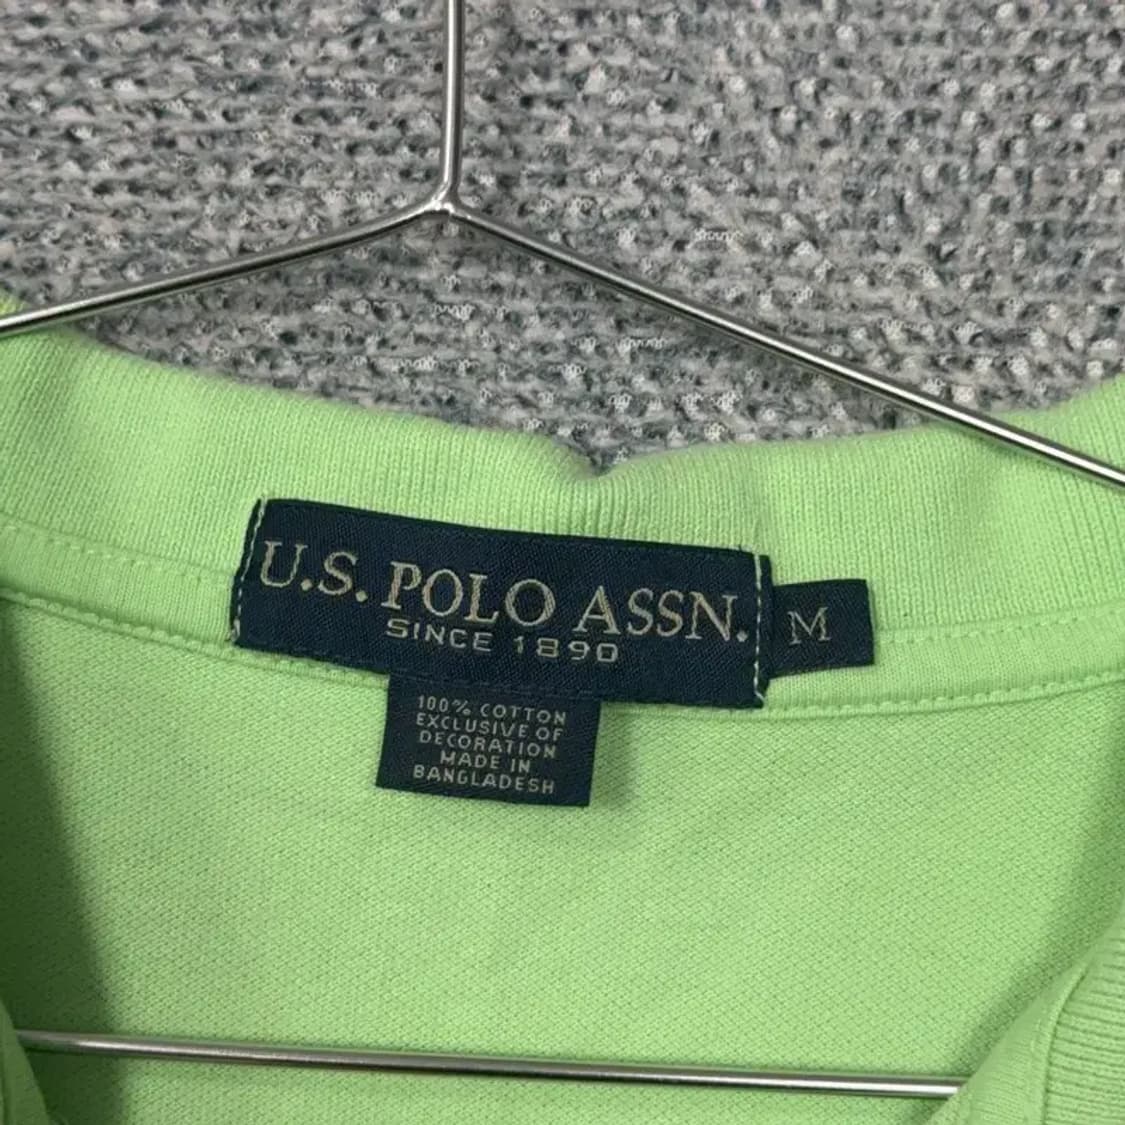 U.S. POLO ASSN.
SINCE 1890
M
100% COTTON
EXCLUSIVE OF
DECORATION
MADE IN
BANGLADESH